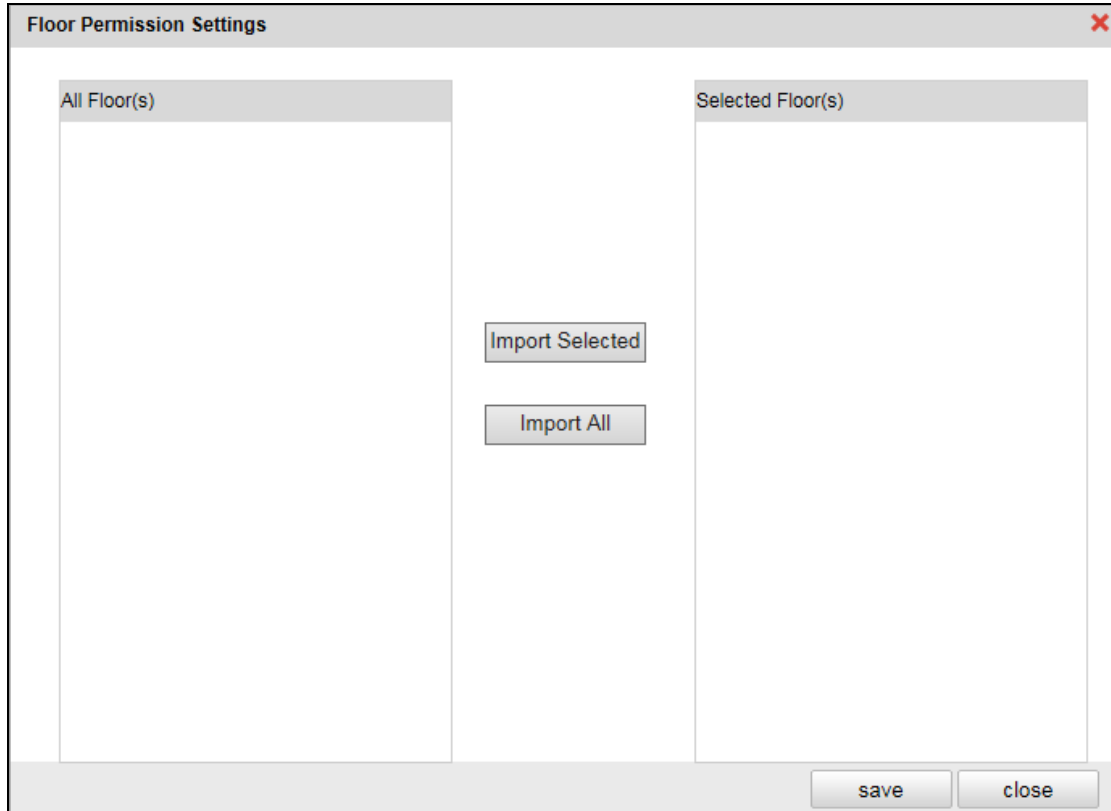 Floor Permission Settings
All Floor(s)
Selected Floor(s)
Import Selected
Import All
save
close